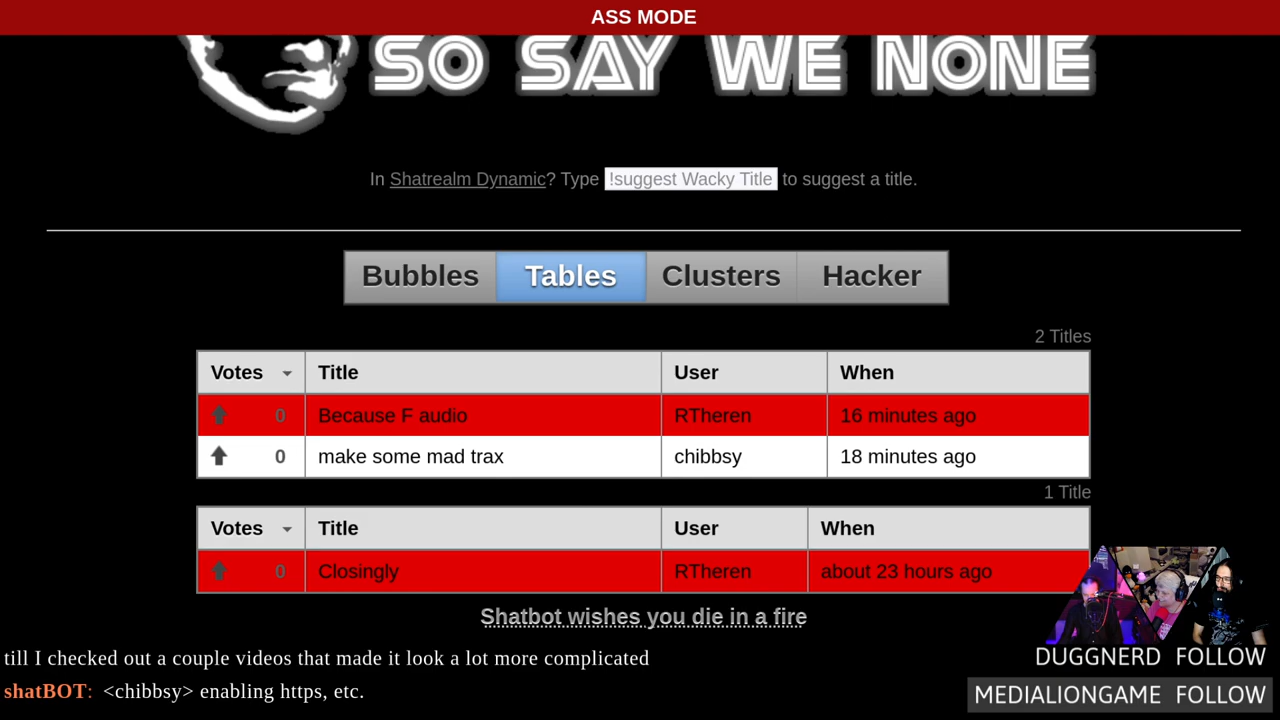 ASS MODE
SO SAY WE NONE
In Shatrealm Dynamic? Type !suggest Wacky Title to suggest a title.
Bubbles Tables Clusters Hacker
2 Titles
Votes Title User When
0 Because F audio RTheren 16 minutes ago
0 make some mad trax chibbsy 18 minutes ago
1 Title
Votes Title User When
0 Closingly RTheren about 23 hours ago
Shatbot wishes you die in a fire
till I checked out a couple videos that made it look a lot more complicated
shatBOT: <chibbsy> enabling https, etc.
DUGGNERD FOLLOW
MEDIALIONGAME FOLLOW